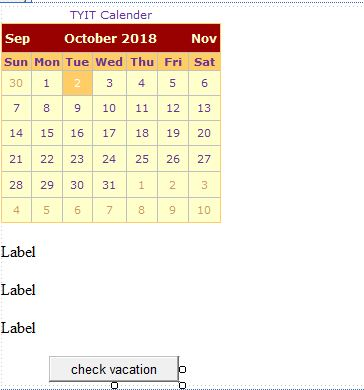 TYIT Calender
Sep October 2018 Nov
Sun Mon Tue Wed Thu Fri Sat
30 1 2 3 4 5 6
7 8 9 10 11 12 13
14 15 16 17 18 19 20
21 22 23 24 25 26 27
28 29 30 31 1 2 3
4 5 6 7 8 9 10
Label
Label
Label
check vacation